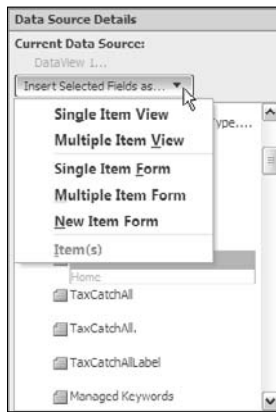 Data Source Details
Current Data Source:
DataView 1...
Insert Selected Fields as...
Single Item View
ype....
Multiple Item View
Single Item Form
Multiple Item Form
New Item Form
Item(s)
Home
TaxCatchAll
TaxCatchAll.
TaxCatchAllLabel
Managed Keywords